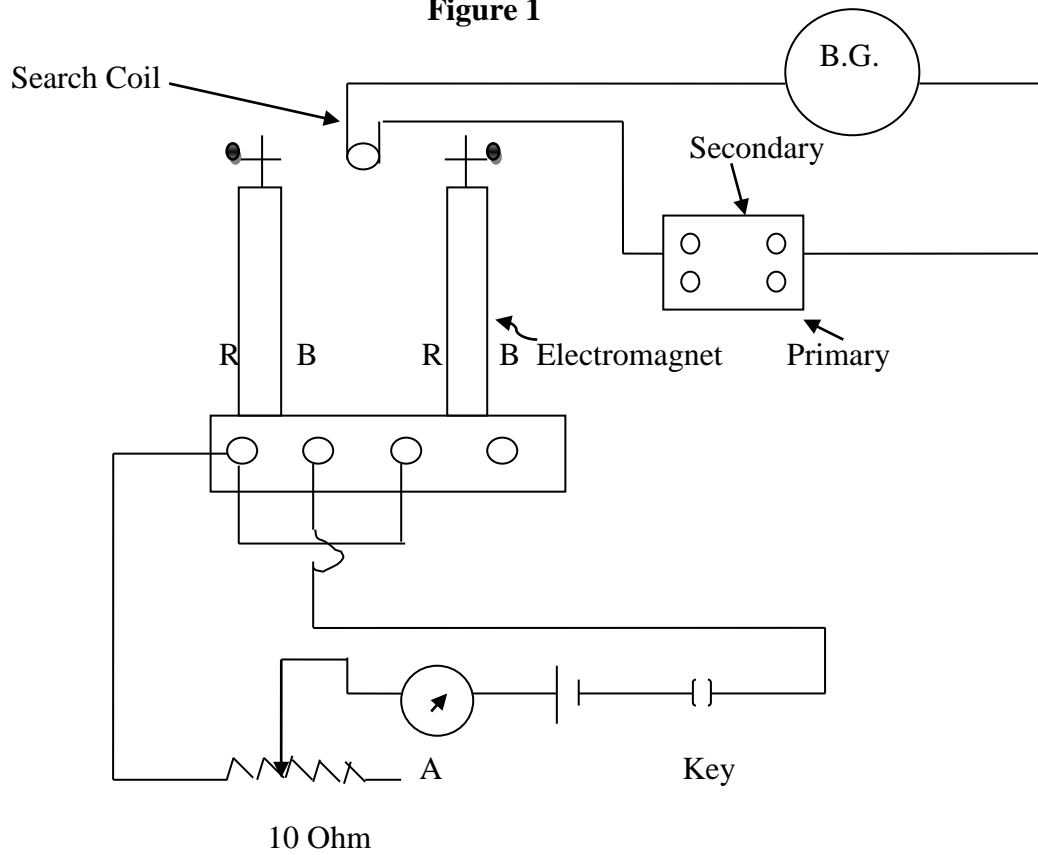 Figure 1
B.G.
Search Coil
Secondary
R B R B Electromagnet Primary
A Key
10 Ohm